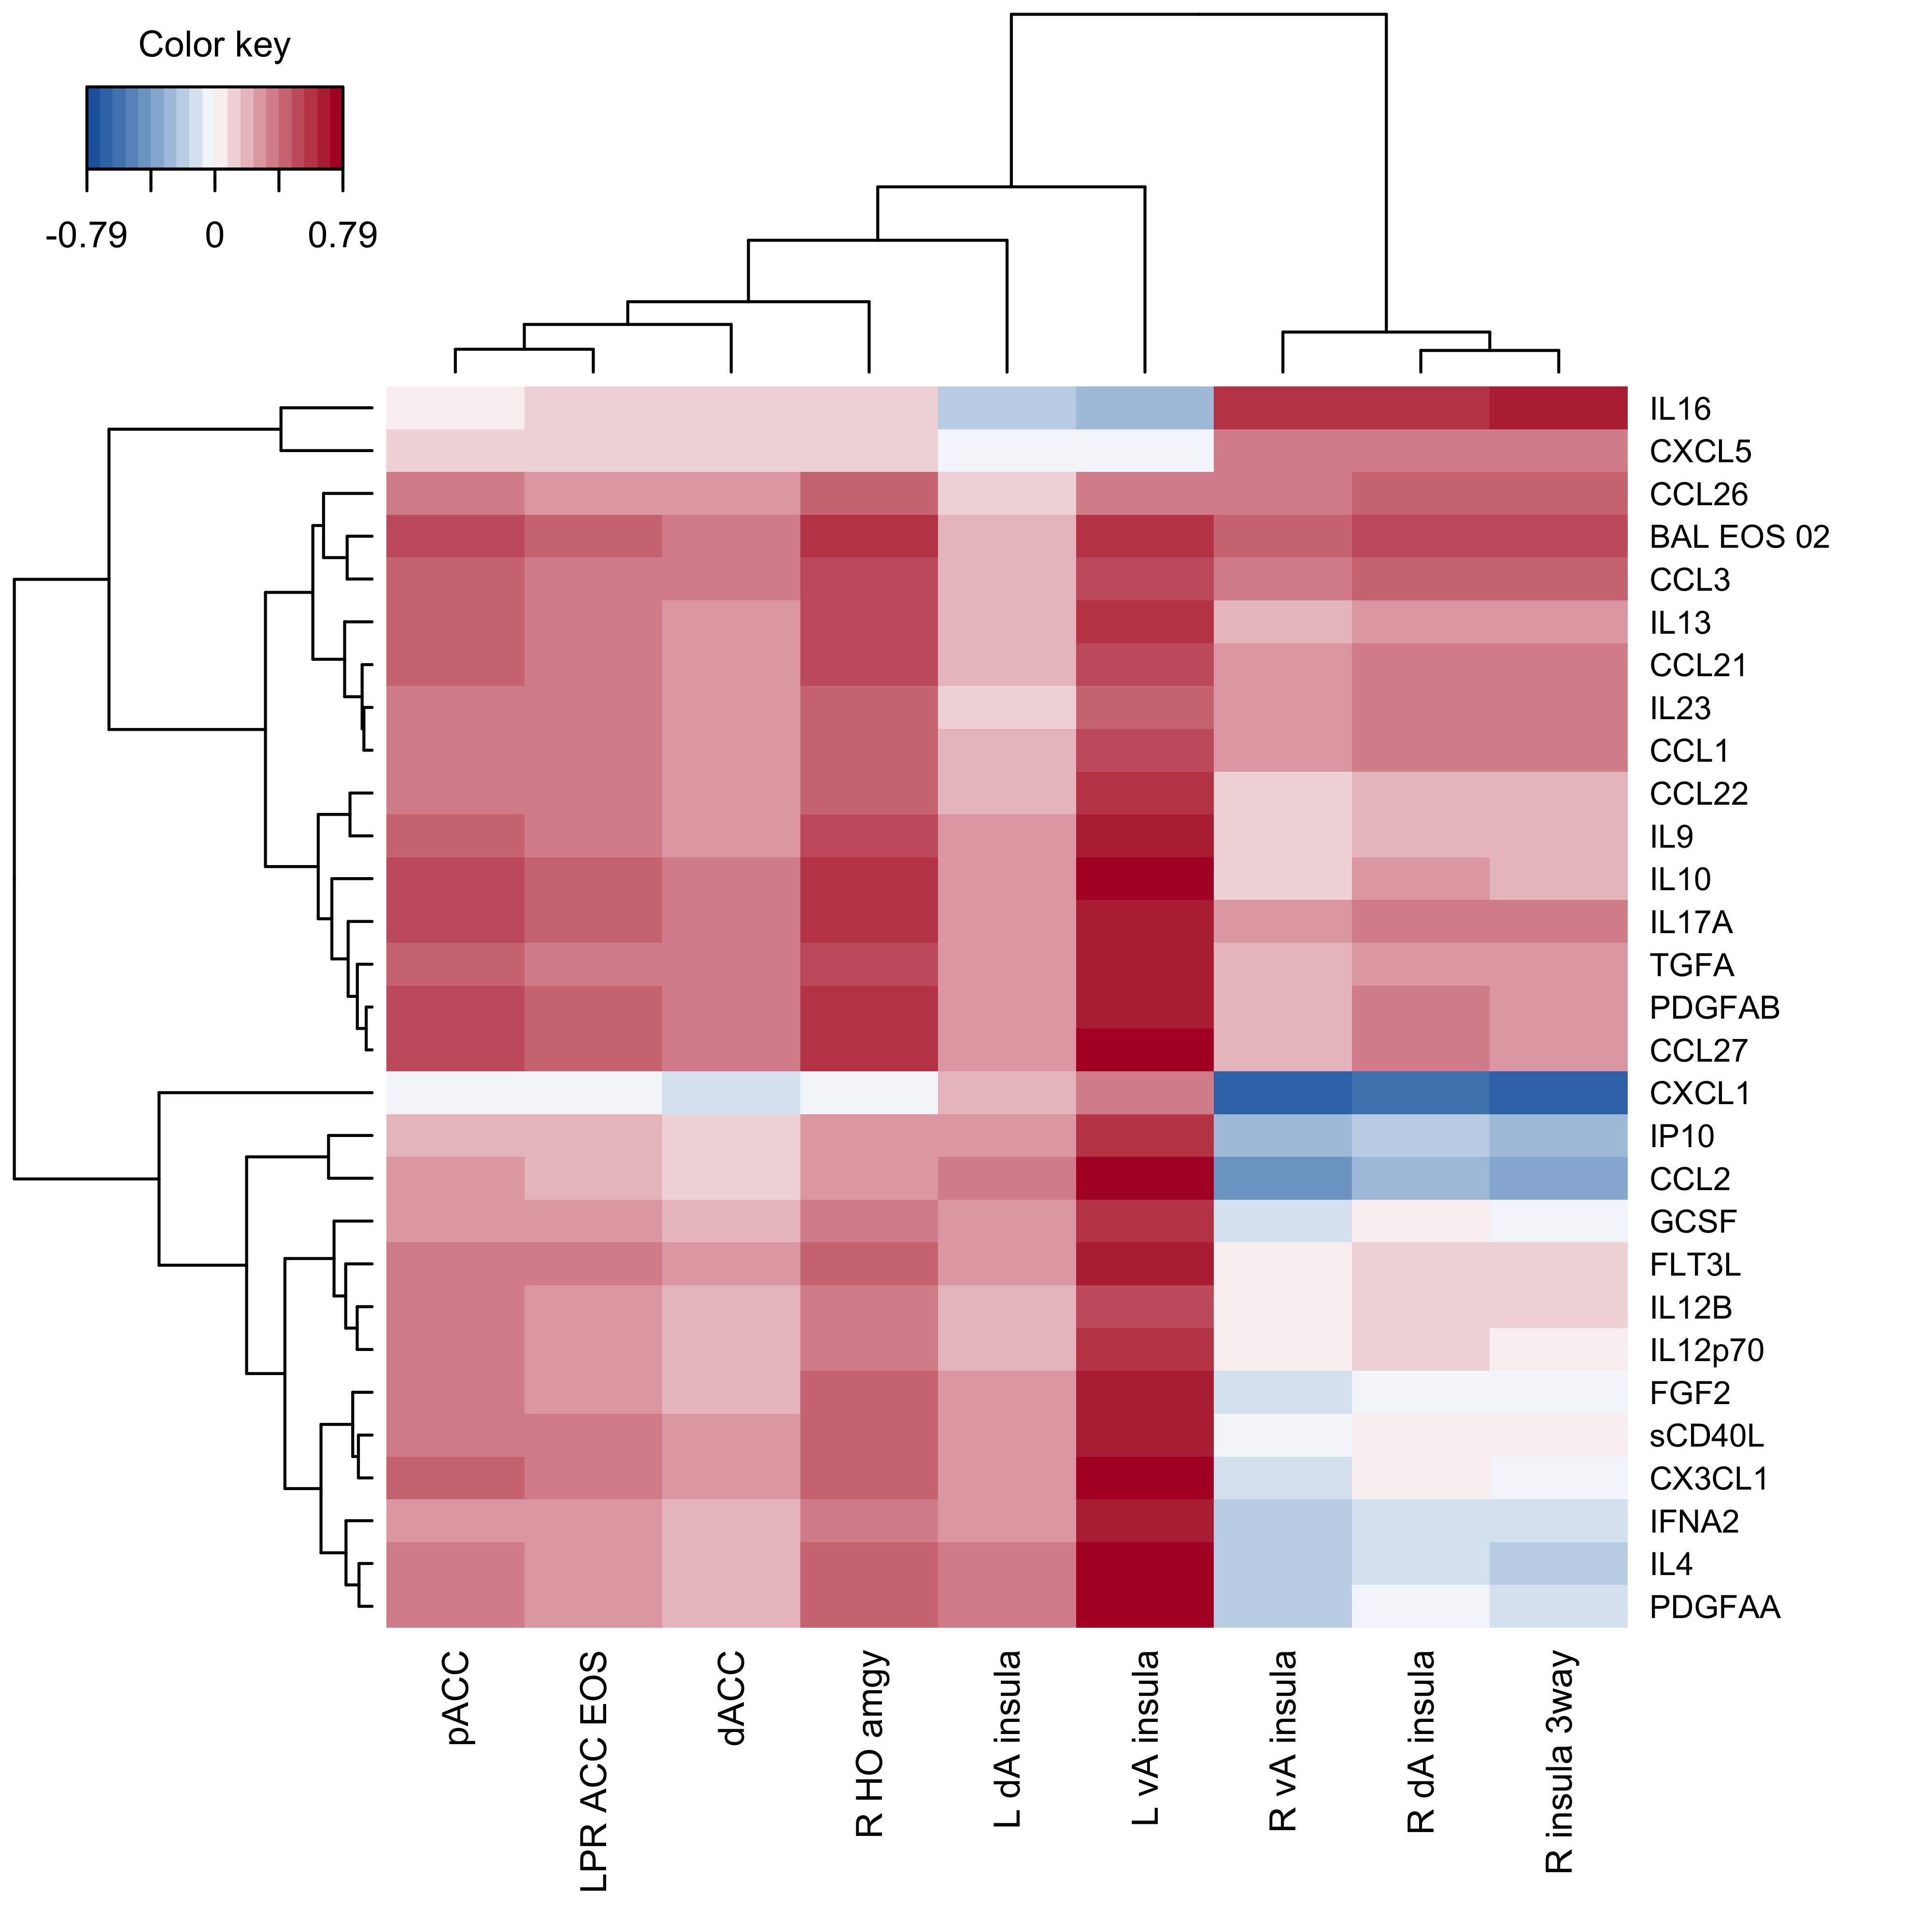 Color key
-0.79 0 0.79
IL16
CXCL5
CCL26
BAL EOS 02
CCL3
IL13
CCL21
IL23
CCL1
CCL22
IL9
IL10
IL17A
TGFA
PDGFAB
CCL27
CXCL1
IP10
CCL2
GCSF
FLT3L
IL12B
IL12p70
FGF2
sCD40L
CX3CL1
IFNA2
IL4
PDGFAA
pACC
LPR ACC EOS
dACC
R HO amgy
L dA insula
L vA insula
R vA insula
R dA insula
R insula 3way